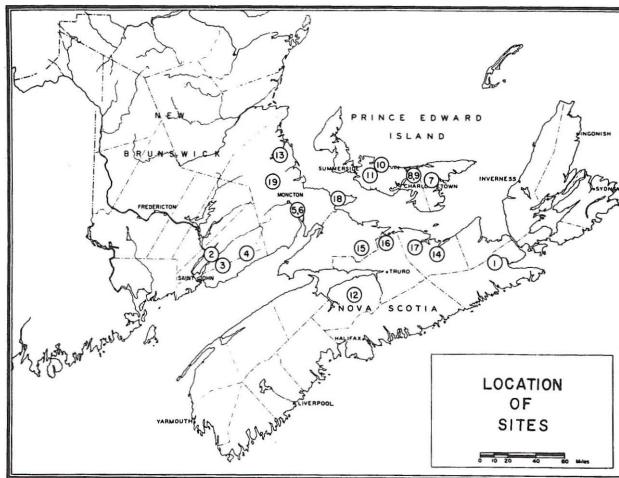 PRINCE EDWARD
ISLAND
NEW
BRUNSWICK
INGONISH
13
10
SUMMERSIDE
11
8,9
7
CHARLOTTETOWN
INVERNESS
SYDNEY
19
MONCTON
18
FREDERICTON
5,6
2
4
3
SAINT JOHN
15
16
17
14
1
TRURO
12
NOVA SCOTIA
HALIFAX
LIVERPOOL
YARMOUTH
LOCATION
OF
SITES
0 10 20 40 60 Miles